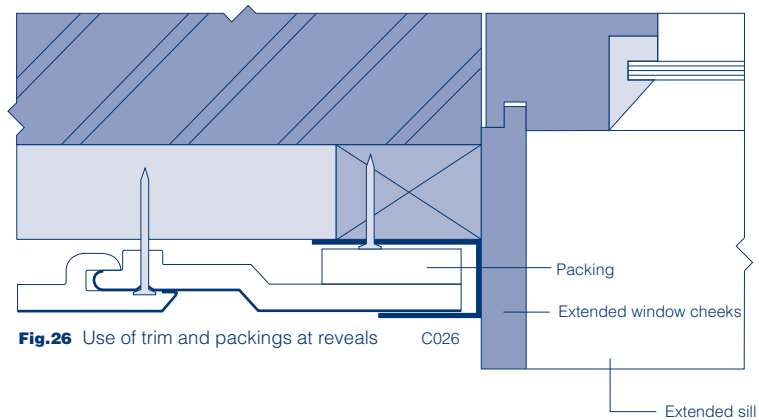 Packing
Extended window cheeks
Fig.26 Use of trim and packings at reveals C026
Extended sill